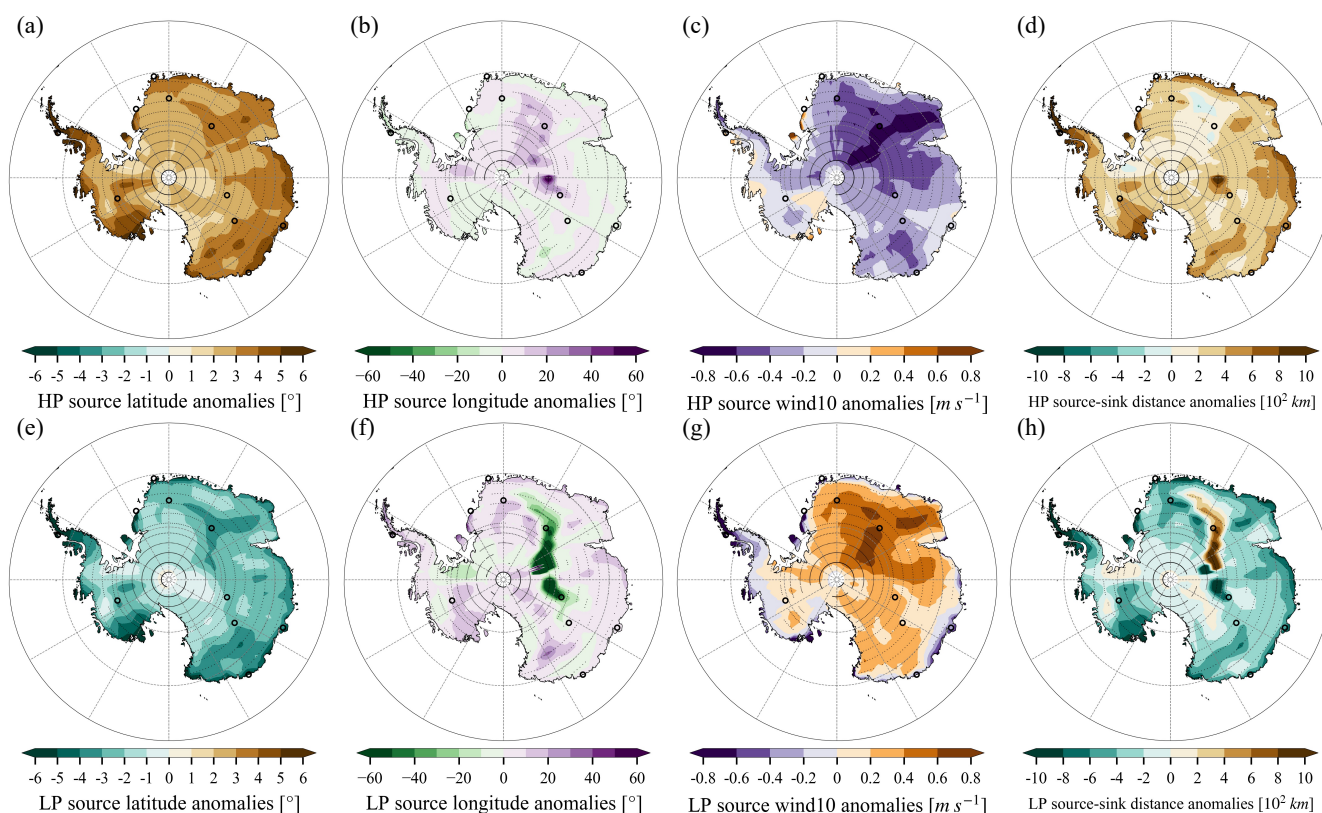 (a) (b) (c) (d)
-6 -5 -4 -3 -2 -1 0 1 2 3 4 5 6
HP source latitude anomalies [°]
−60 −40 −20 0 20 40 60
HP source longitude anomalies [°]
-0.8 -0.6 -0.4 -0.2 0 0.2 0.4 0.6 0.8
HP source wind10 anomalies [m s⁻¹]
-10 -8 -6 -4 -2 0 2 4 6 8 10
HP source-sink distance anomalies [10² km]
(e) (f) (g) (h)
-6 -5 -4 -3 -2 -1 0 1 2 3 4 5 6
LP source latitude anomalies [°]
−60 −40 −20 0 20 40 60
LP source longitude anomalies [°]
-0.8 -0.6 -0.4 -0.2 0 0.2 0.4 0.6 0.8
LP source wind10 anomalies [m s⁻¹]
-10 -8 -6 -4 -2 0 2 4 6 8 10
LP source-sink distance anomalies [10² km]